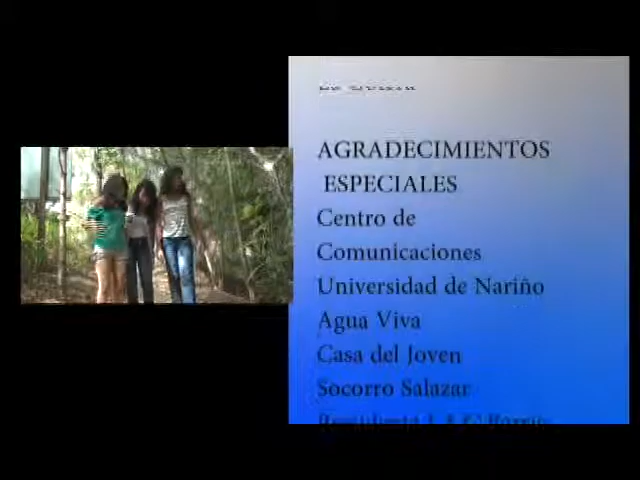 AGRADECIMIENTOS
ESPECIALES
Centro de
Comunicaciones
Universidad de Nariño
Agua Viva
Casa del Joven
Socorro Salazar